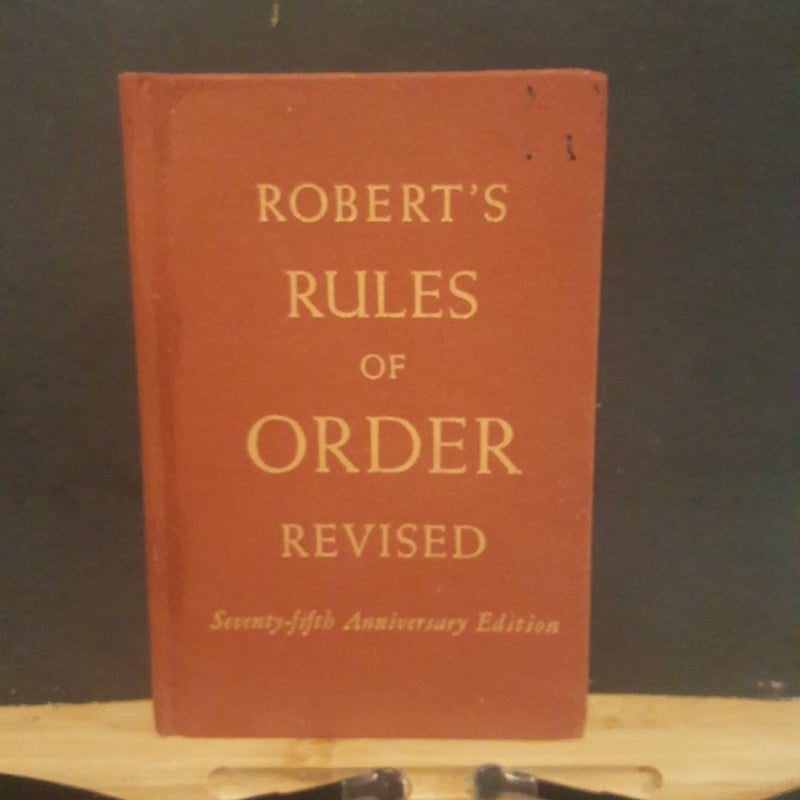 ROBERT'S
RULES
OF
ORDER
REVISED
Seventy-fifth Anniversary Edition